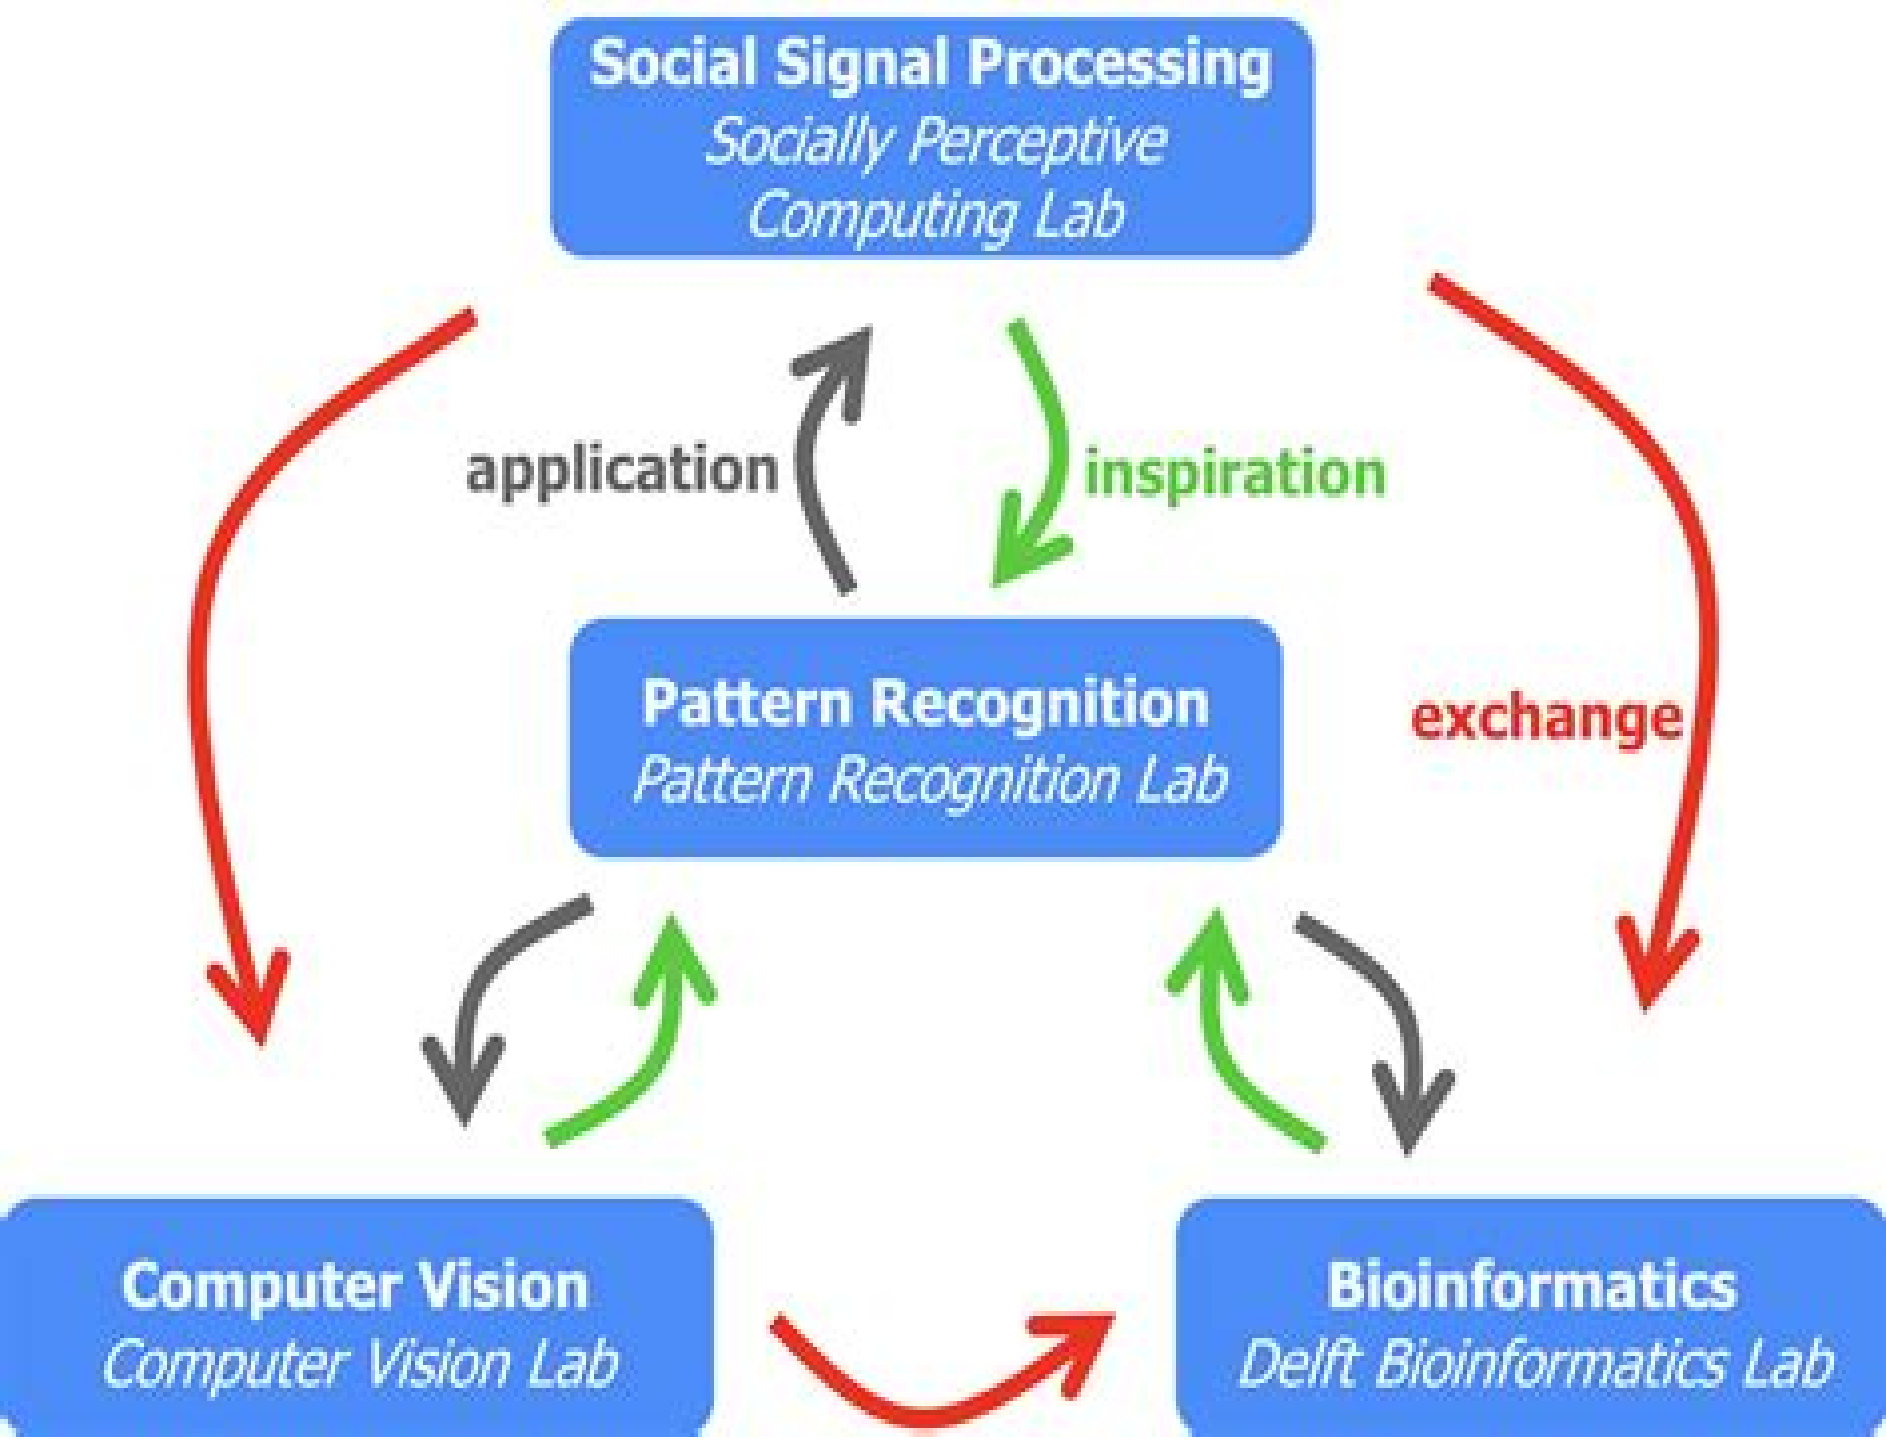 Social Signal Processing
Socially Perceptive
Computing Lab
application
inspiration
Pattern Recognition
Pattern Recognition Lab
exchange
Computer Vision
Computer Vision Lab
Bioinformatics
Delft Bioinformatics Lab